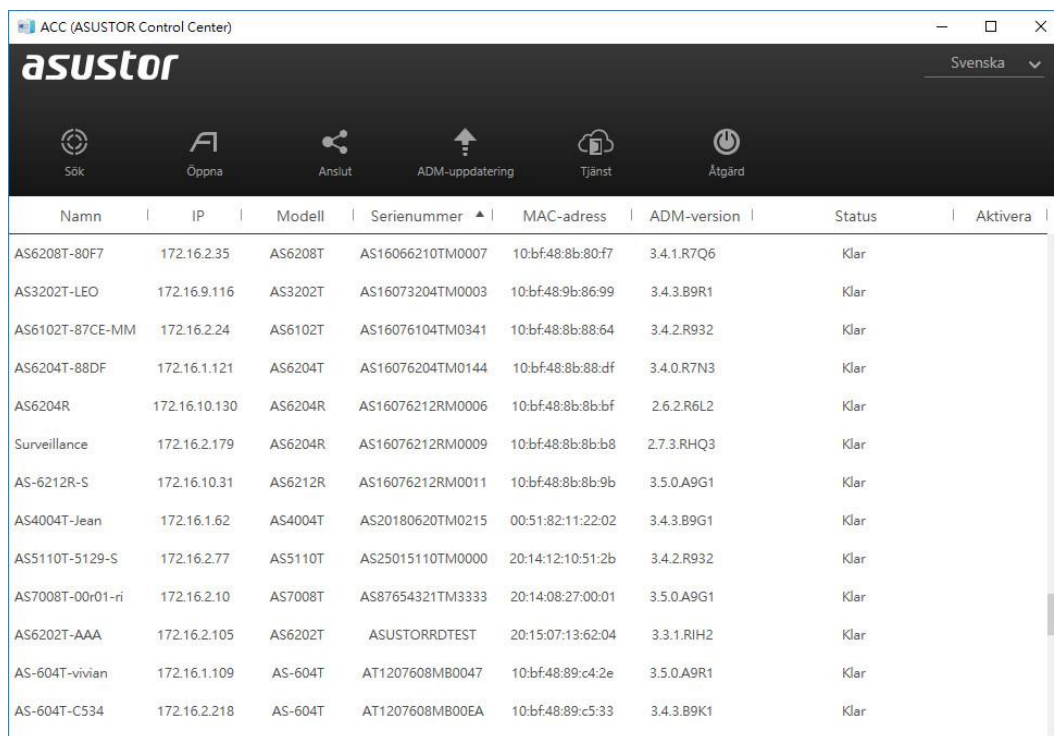 ACC (ASUSTOR Control Center)
asustor
Svenska
Sök Öppna Anslut ADM-uppdatering Tjänst Åtgärd
Namn IP Modell Serienummer MAC-adress ADM-version Status Aktivera
AS6208T-80F7 172.16.2.35 AS6208T AS16066210TM0007 10:bf:48:8b:80:f7 3.4.1.R7Q6 Klar
AS3202T-LEO 172.16.9.116 AS3202T AS16073204TM0003 10:bf:48:9b:86:99 3.4.3.B9R1 Klar
AS6102T-87CE-MM 172.16.2.24 AS6102T AS16076104TM0341 10:bf:48:8b:88:64 3.4.2.R932 Klar
AS6204T-88DF 172.16.1.121 AS6204T AS16076204TM0144 10:bf:48:8b:88:df 3.4.0.R7N3 Klar
AS6204R 172.16.10.130 AS6204R AS16076212RM0006 10:bf:48:8b:8b:bf 2.6.2.R6L2 Klar
Surveillance 172.16.2.179 AS6204R AS16076212RM0009 10:bf:48:8b:8b:b8 2.7.3.RHQ3 Klar
AS-6212R-S 172.16.10.31 AS6212R AS16076212RM0011 10:bf:48:8b:8b:9b 3.5.0.A9G1 Klar
AS4004T-Jean 172.16.1.62 AS4004T AS20180620TM0215 00:51:82:11:22:02 3.4.3.B9G1 Klar
AS5110T-5129-S 172.16.2.77 AS5110T AS25015110TM0000 20:14:12:10:51:2b 3.4.2.R932 Klar
AS7008T-00r01-ri 172.16.2.10 AS7008T AS87654321TM3333 20:14:08:27:00:01 3.5.0.A9G1 Klar
AS6202T-AAA 172.16.2.105 AS6202T ASUSTORRDTEST 20:15:07:13:62:04 3.3.1.RIH2 Klar
AS-604T-vivian 172.16.1.109 AS-604T AT1207608MB0047 10:bf:48:89:c4:2e 3.5.0.A9R1 Klar
AS-604T-C534 172.16.2.218 AS-604T AT1207608MB00EA 10:bf:48:89:c5:33 3.4.3.B9K1 Klar